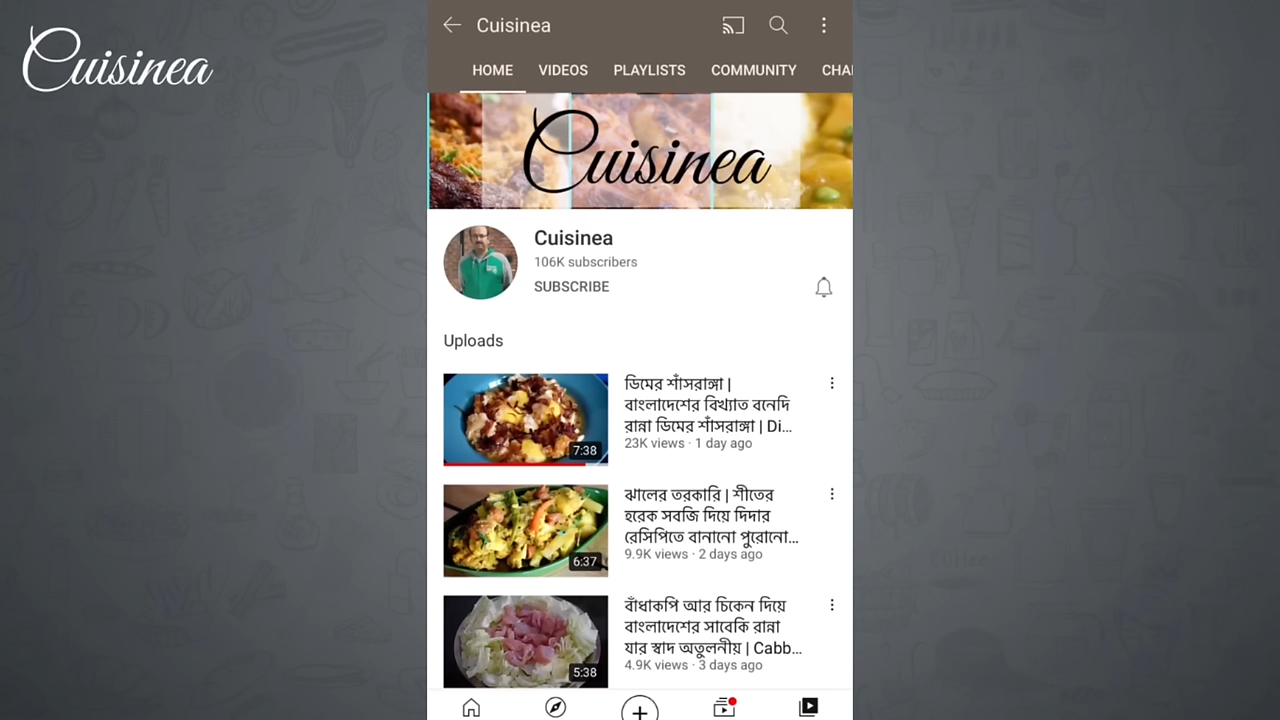 Cuisinea
Cuisinea
HOME VIDEOS PLAYLISTS COMMUNITY CHA
Cuisinea
Cuisinea
106K subscribers
SUBSCRIBE
Uploads
ডিমের শাঁসরাঙ্গা |
বাংলাদেশের বিখ্যাত বনেদি
রান্না ডিমের শাঁসরাঙ্গা | Di...
23K views · 1 day ago
7:38
ঝালের তরকারি | শীতের
হরেক সবজি দিয়ে দিদার
রেসিপিতে বানানো পুরোনো...
9.9K views · 2 days ago
6:37
বাঁধাকপি আর চিকেন দিয়ে
বাংলাদেশের সাবেকি রান্না
যার স্বাদ অতুলনীয় | Cabb...
4.9K views · 3 days ago
5:38